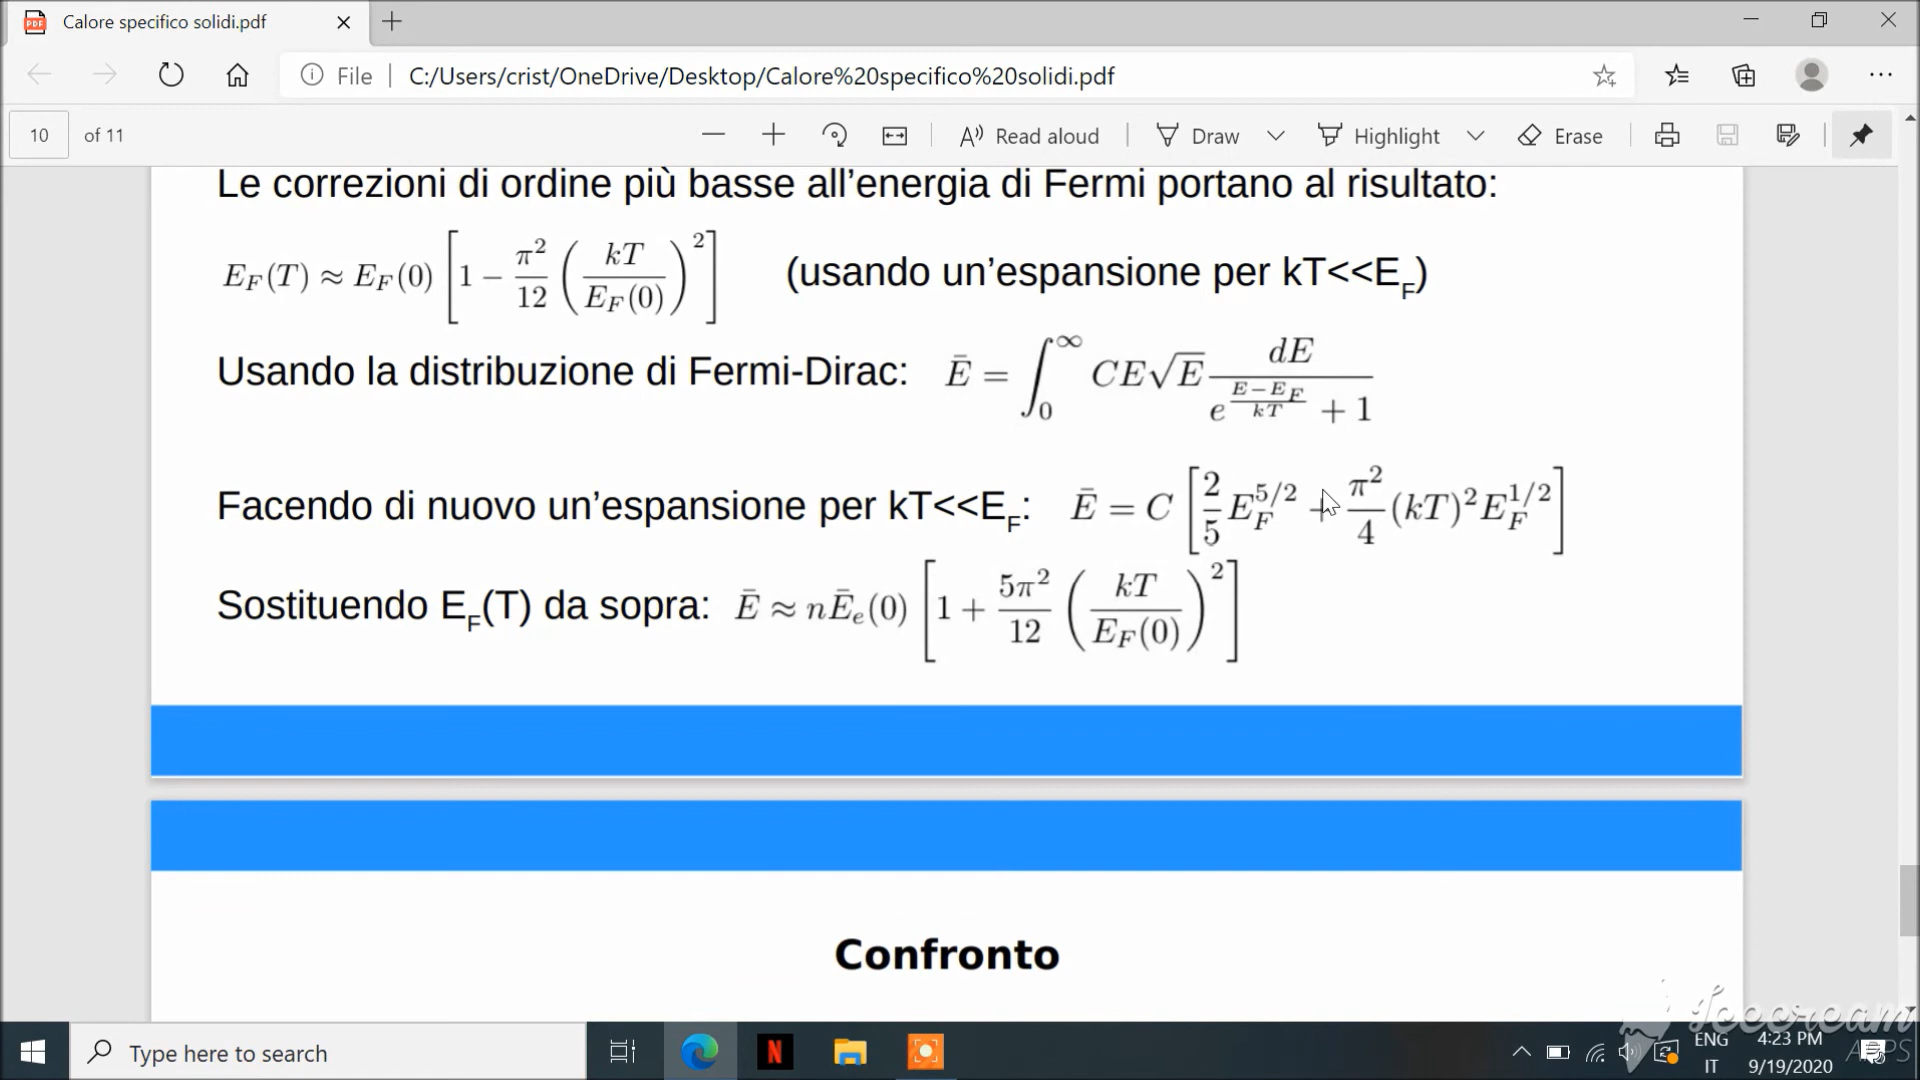 Calore specifico solidi.pdf
File C:/Users/crist/OneDrive/Desktop/Calore%20specifico%20solidi.pdf
10 of 11 Read aloud Draw Highlight Erase
Le correzioni di ordine più basse all'energia di Fermi portano al risultato:
E_F(T) ≈ E_F(0) [1 − π²/12 (kT/E_F(0))²] (usando un'espansione per kT<<E_F)
Usando la distribuzione di Fermi-Dirac: Ē = ∫₀^∞ CE√E dE/(e^((E−E_F)/kT) + 1)
Facendo di nuovo un'espansione per kT<<E_F: Ē = C [2/5 E_F^(5/2) + π²/4 (kT)² E_F^(1/2)]
Sostituendo E_F(T) da sopra: Ē ≈ nĒ_e(0) [1 + 5π²/12 (kT/E_F(0))²]
Confronto
Icecream
APPS
Type here to search
N
ENG
IT
4:23 PM
9/19/2020